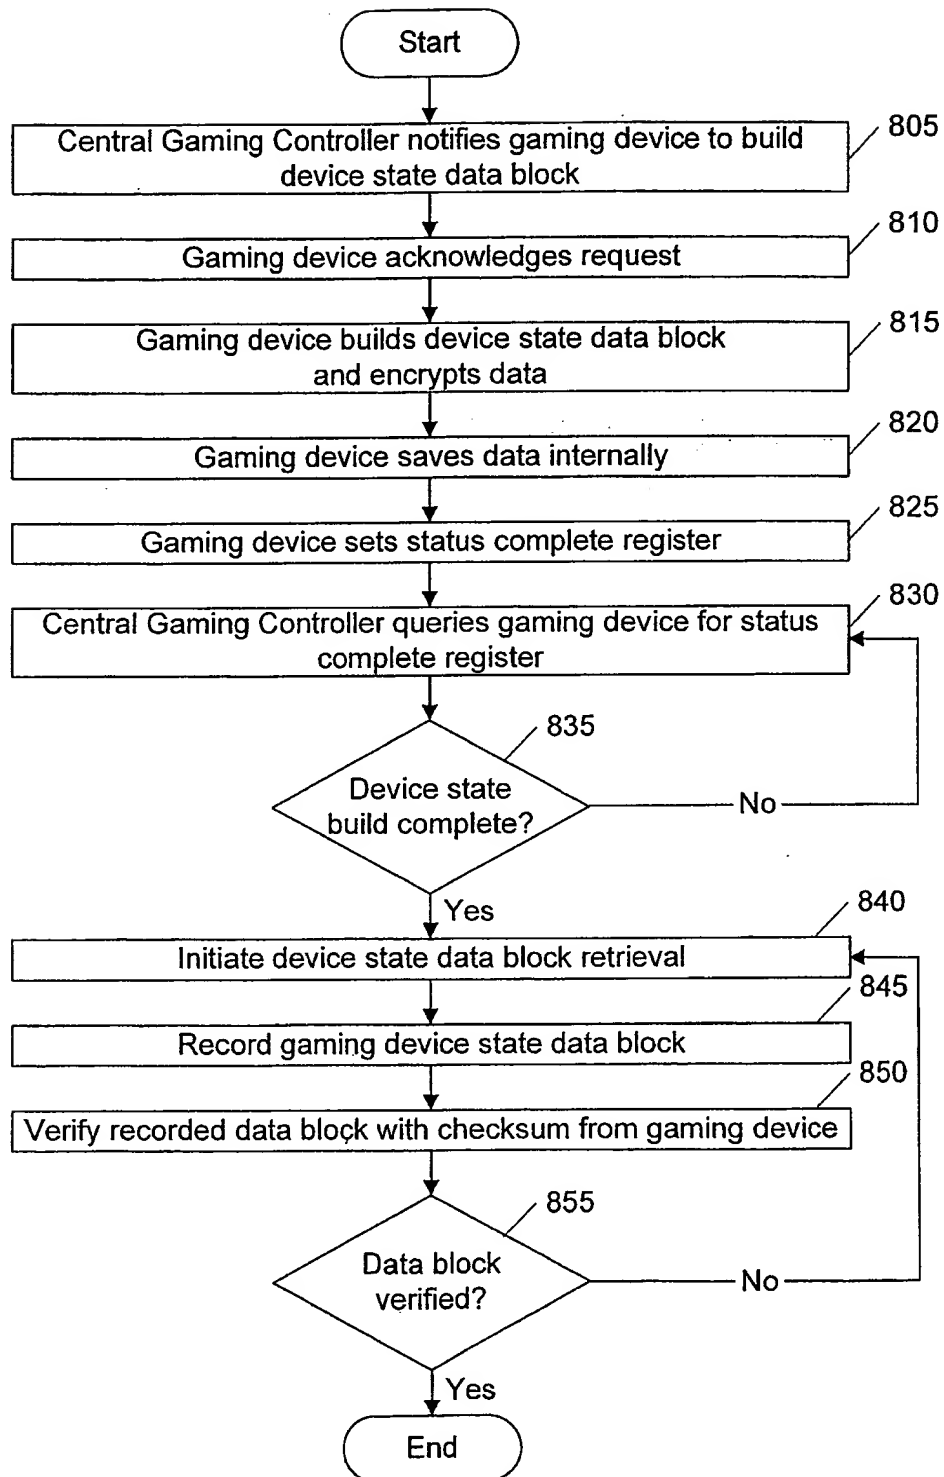 Start
805
Central Gaming Controller notifies gaming device to build
device state data block
810
Gaming device acknowledges request
815
Gaming device builds device state data block
and encrypts data
820
Gaming device saves data internally
825
Gaming device sets status complete register
830
Central Gaming Controller queries gaming device for status
complete register
835
Device state
build complete?
No
Yes
840
Initiate device state data block retrieval
845
Record gaming device state data block
850
Verify recorded data block with checksum from gaming device
855
Data block
verified?
No
Yes
End